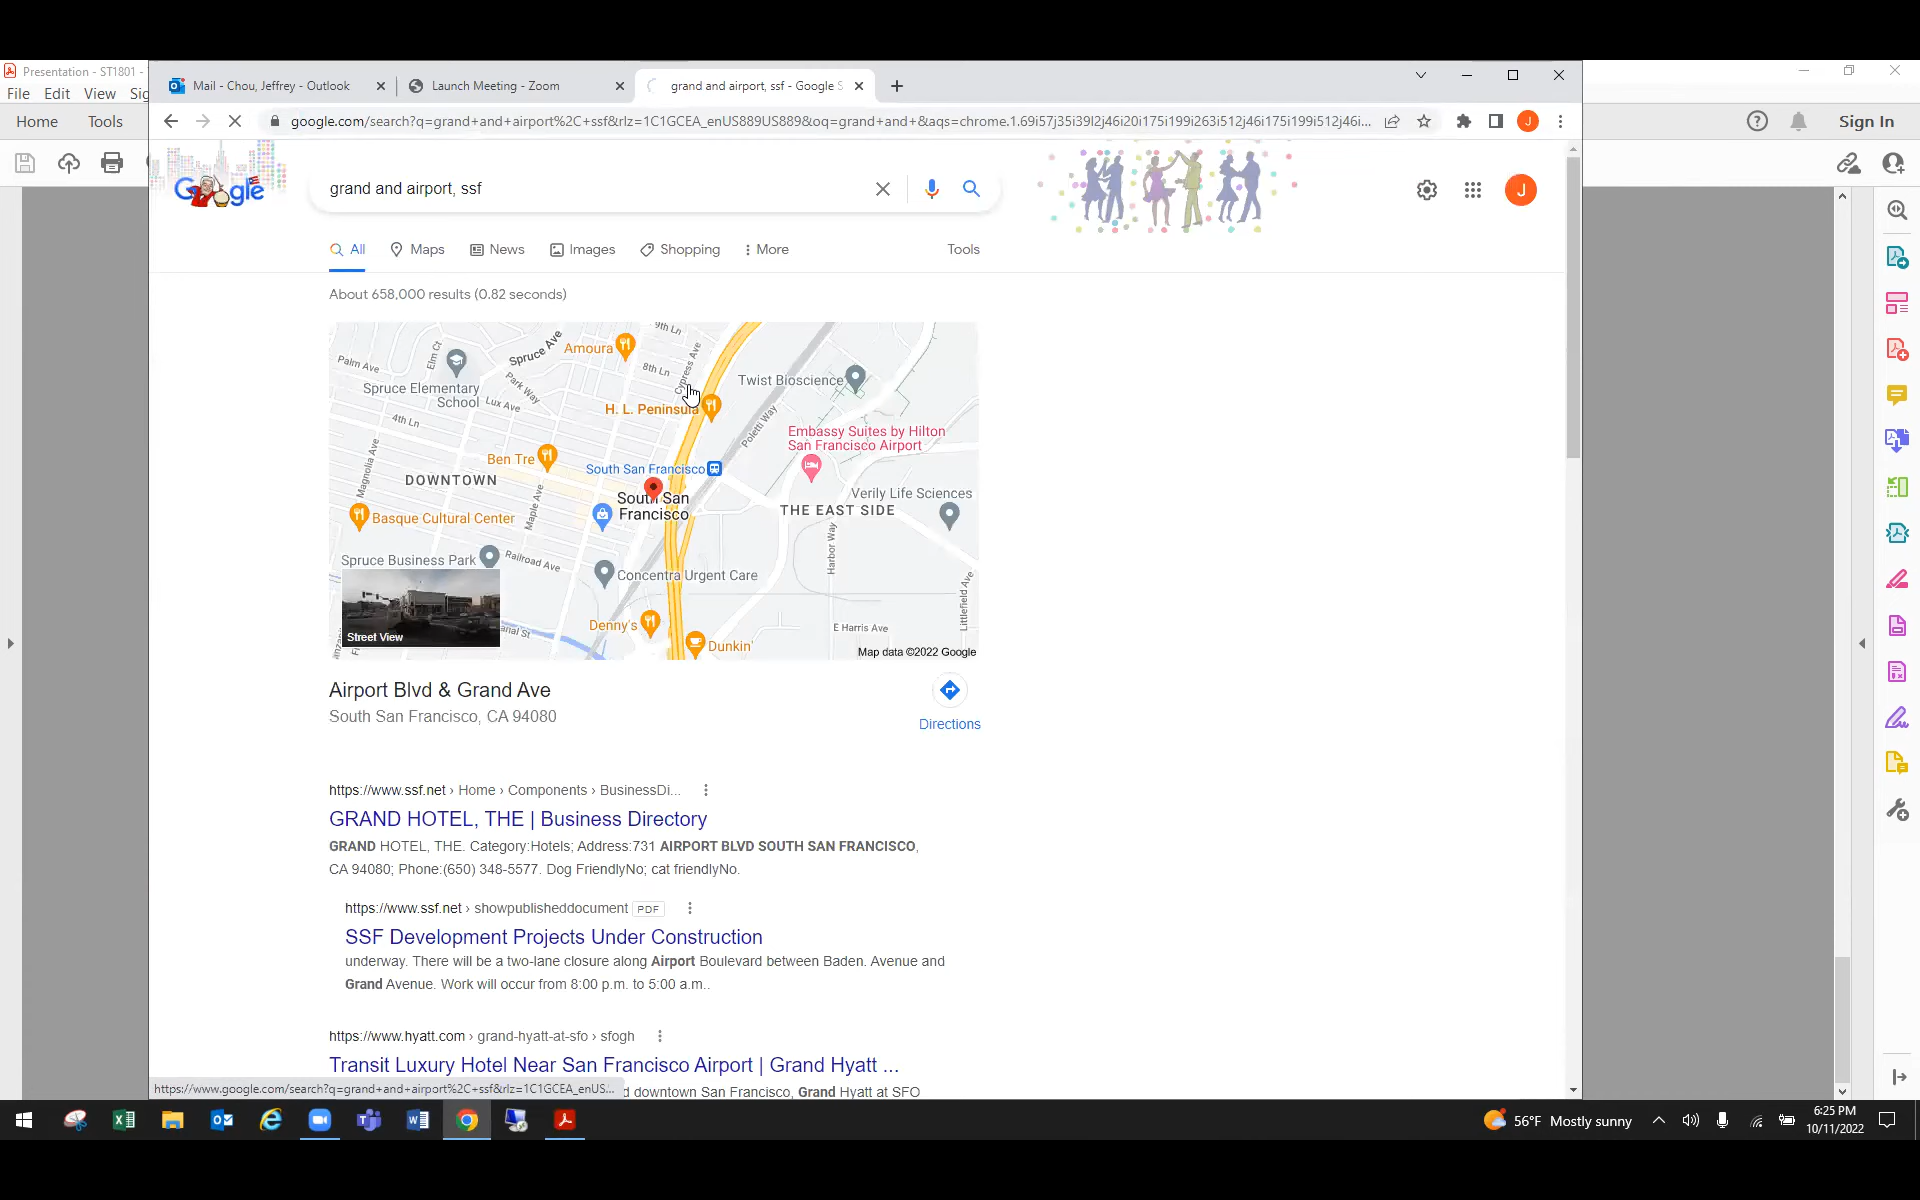 Presentation - ST1801 -
File Edit View Sig
Home Tools
Mail - Chou, Jeffrey - Outlook
Launch Meeting - Zoom
grand and airport, ssf - Google S
google.com/search?q=grand+and+airport%2C+ssf&rlz=1C1GCEA_enUS889US889&oq=grand+and+&aqs=chrome.1.69i57j35i39l2j46i20i175i199i263i512j46i175i199i512j46i...
J
Sign In
Google
grand and airport, ssf
J
All Maps News Images Shopping More Tools
About 658,000 results (0.82 seconds)
9th Ln
Spruce Ave
Amoura
Elm Ct
Palm Ave
8th Ln
Cypress Ave
Twist Bioscience
Spruce Elementary
School
Park Way
Lux Ave
H. L. Peninsula
4th Ln
Poletti Way
Embassy Suites by Hilton
San Francisco Airport
Magnolia Ave
Ben Tre
South San Francisco
DOWNTOWN
Maple Ave
South San
Francisco
Verily Life Sciences
THE EAST SIDE
Basque Cultural Center
Harbor Way
Spruce Business Park
Railroad Ave
Concentra Urgent Care
Littlefield Ave
Street View
anal St
Denny's
Dunkin'
E Harris Ave
Map data ©2022 Google
Airport Blvd & Grand Ave
South San Francisco, CA 94080
Directions
https://www.ssf.net › Home › Components › BusinessDi...
GRAND HOTEL, THE | Business Directory
GRAND HOTEL, THE. Category:Hotels; Address:731 AIRPORT BLVD SOUTH SAN FRANCISCO,
CA 94080; Phone:(650) 348-5577. Dog FriendlyNo; cat friendlyNo.
https://www.ssf.net › showpublisheddocument PDF
SSF Development Projects Under Construction
underway. There will be a two-lane closure along Airport Boulevard between Baden. Avenue and
Grand Avenue. Work will occur from 8:00 p.m. to 5:00 a.m..
https://www.hyatt.com › grand-hyatt-at-sfo › sfogh
Transit Luxury Hotel Near San Francisco Airport | Grand Hyatt ...
https://www.google.com/search?q=grand+and+airport%2C+ssf&rlz=1C1GCEA_enUS...
d downtown San Francisco, Grand Hyatt at SFO
56°F Mostly sunny
6:25 PM
10/11/2022